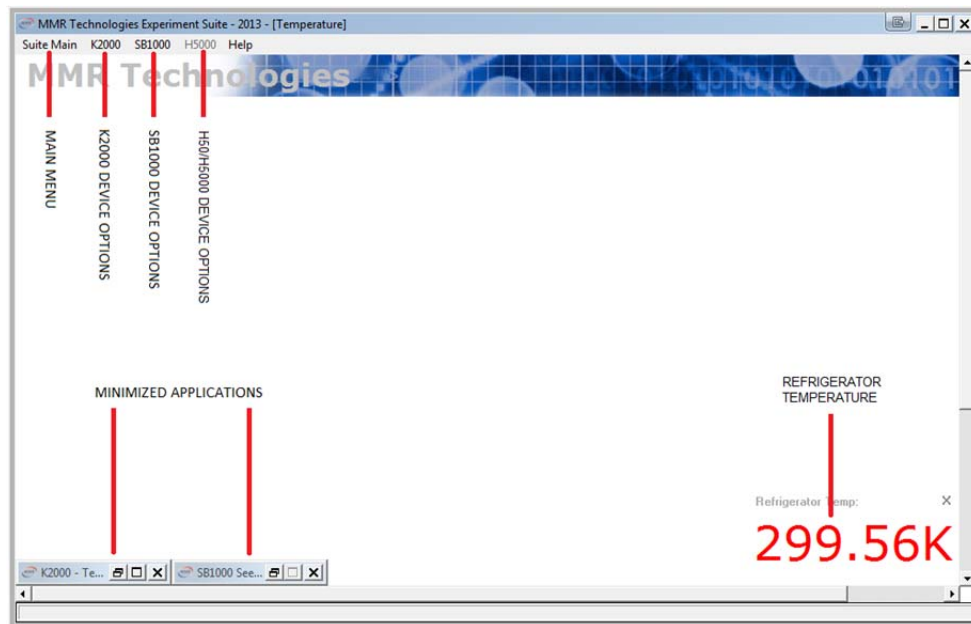 MMR Technologies Experiment Suite - 2013 - [Temperature]
Suite Main K2000 SB1000 H5000 Help
MMR Technologies
MAIN MENU
K2000 DEVICE OPTIONS
SB1000 DEVICE OPTIONS
H50/H5000 DEVICE OPTIONS
MINIMIZED APPLICATIONS
REFRIGERATOR
TEMPERATURE
Refrigerator Temp:
299.56K
K2000 - Te...
SB1000 See...